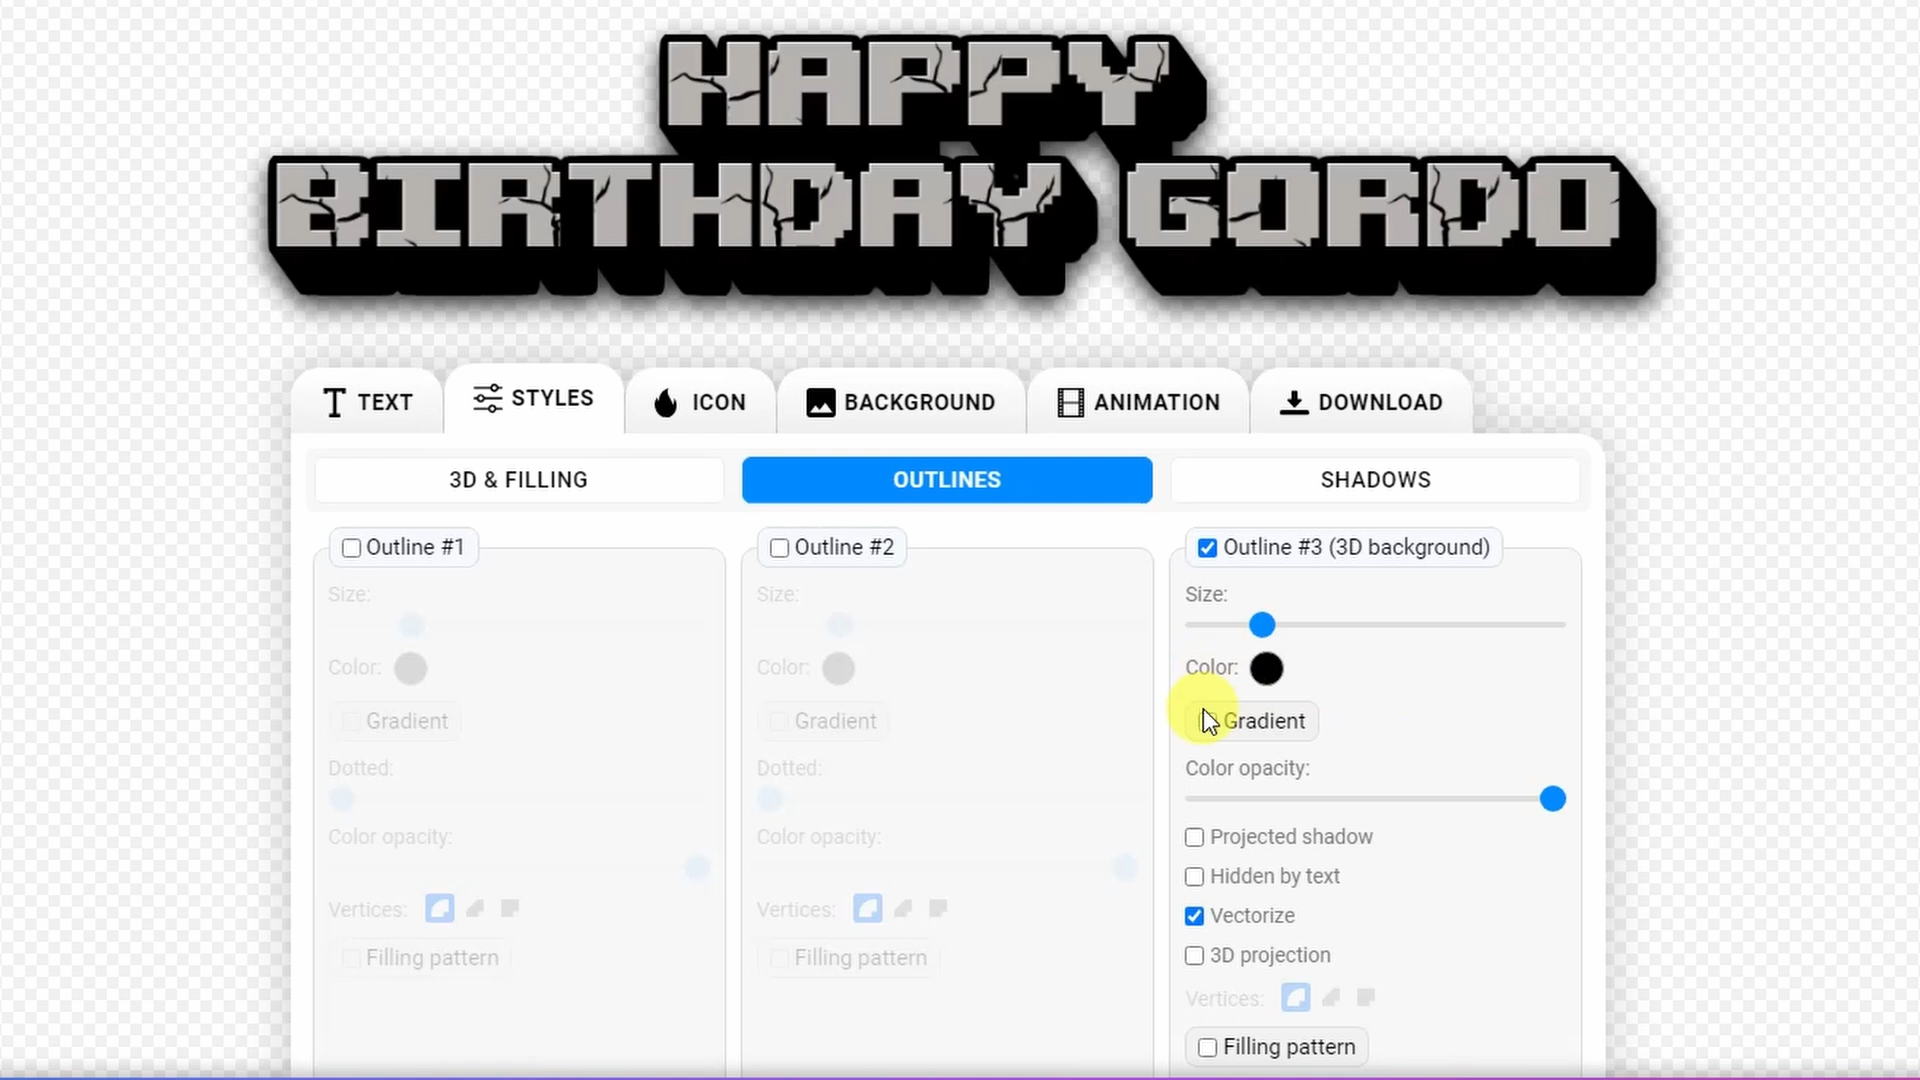 HAPPY
BIRTHDAY GORDO
TEXT STYLES ICON BACKGROUND ANIMATION DOWNLOAD
3D & FILLING OUTLINES SHADOWS
Outline #1 Outline #2 Outline #3 (3D background)
Size: Size: Size:
Color: Color: Color:
Gradient Gradient Gradient
Dotted: Dotted: Color opacity:
Color opacity: Color opacity: Projected shadow
Hidden by text
Vertices: Vertices: Vectorize
Filling pattern Filling pattern 3D projection
Vertices:
Filling pattern